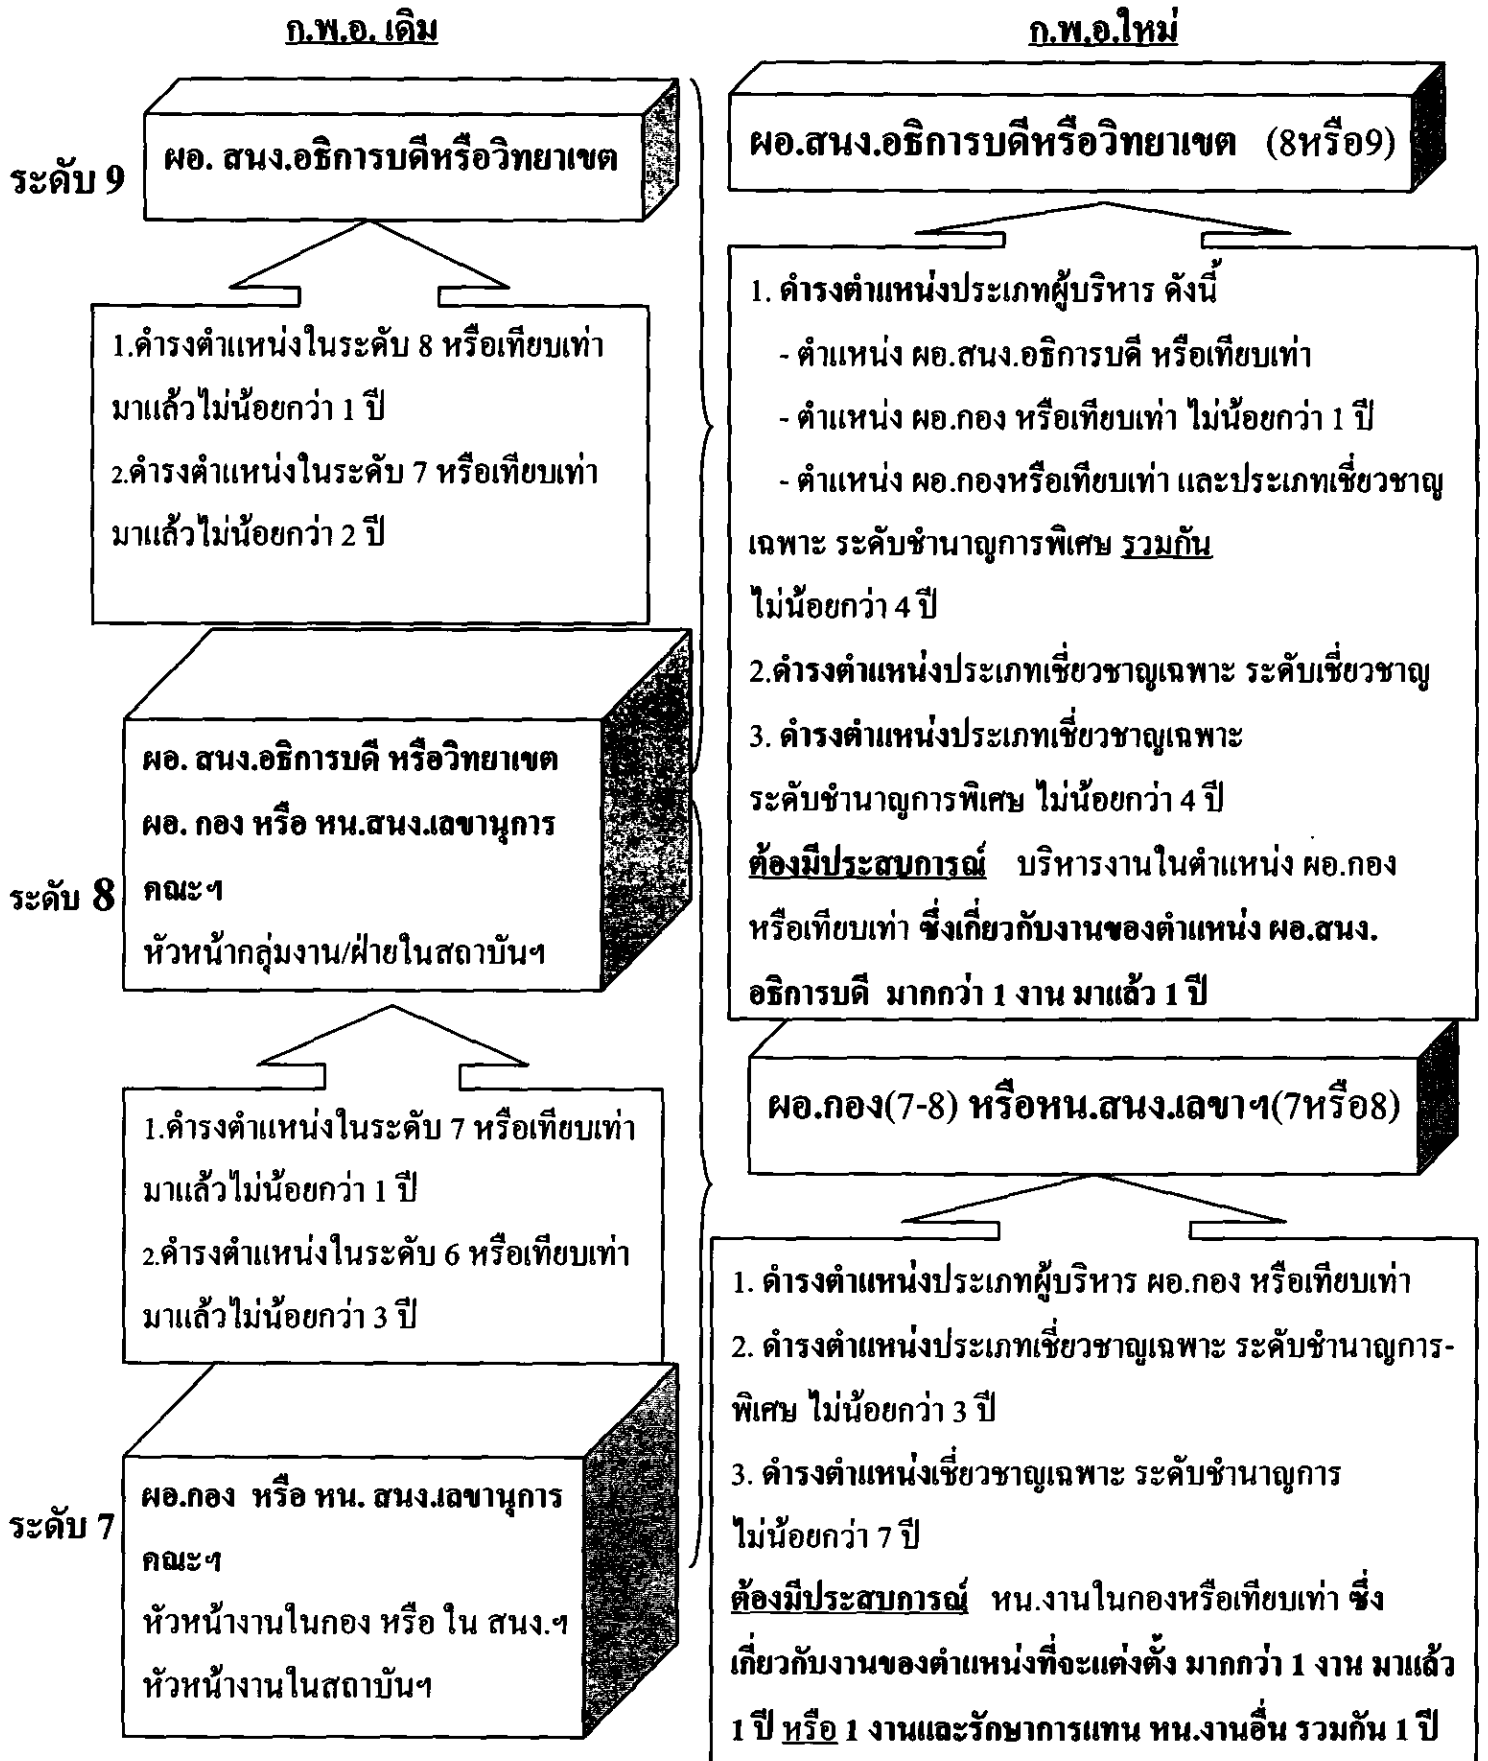 ก.พ.อ. เดิม
ระดับ 9
ผอ. สนง.อธิการบดีหรือวิทยาเขต
1.ดำรงตำแหน่งในระดับ 8 หรือเทียบเท่า
มาแล้วไม่น้อยกว่า 1 ปี
2.ดำรงตำแหน่งในระดับ 7 หรือเทียบเท่า
มาแล้วไม่น้อยกว่า 2 ปี
ระดับ 8
ผอ. สนง.อธิการบดี หรือวิทยาเขต
ผอ. กอง หรือ หน.สนง.เลขานุการ
คณะฯ
หัวหน้ากลุ่มงาน/ฝ่ายในสถาบันฯ
1.ดำรงตำแหน่งในระดับ 7 หรือเทียบเท่า
มาแล้วไม่น้อยกว่า 1 ปี
2.ดำรงตำแหน่งในระดับ 6 หรือเทียบเท่า
มาแล้วไม่น้อยกว่า 3 ปี
ระดับ 7
ผอ.กอง หรือ หน. สนง.เลขานุการ
คณะฯ
หัวหน้างานในกอง หรือ ใน สนง.ฯ
หัวหน้างานในสถาบันฯ
ก.พ.อ.ใหม่
ผอ.สนง.อธิการบดีหรือวิทยาเขต (8หรือ9)
1. ดำรงตำแหน่งประเภทผู้บริหาร ดังนี้
- ตำแหน่ง ผอ.สนง.อธิการบดี หรือเทียบเท่า
- ตำแหน่ง ผอ.กอง หรือเทียบเท่า ไม่น้อยกว่า 1 ปี
- ตำแหน่ง ผอ.กองหรือเทียบเท่า และประเภทเชี่ยวชาญ
เฉพาะ ระดับชำนาญการพิเศษ รวมกัน
ไม่น้อยกว่า 4 ปี
2.ดำรงตำแหน่งประเภทเชี่ยวชาญเฉพาะ ระดับเชี่ยวชาญ
3. ดำรงตำแหน่งประเภทเชี่ยวชาญเฉพาะ
ระดับชำนาญการพิเศษ ไม่น้อยกว่า 4 ปี
ต้องมีประสบการณ์ บริหารงานในตำแหน่ง ผอ.กอง
หรือเทียบเท่า ซึ่งเกี่ยวกับงานของตำแหน่ง ผอ.สนง.
อธิการบดี มากกว่า 1 งาน มาแล้ว 1 ปี
ผอ.กอง(7-8) หรือหน.สนง.เลขาฯ(7หรือ8)
1. ดำรงตำแหน่งประเภทผู้บริหาร ผอ.กอง หรือเทียบเท่า
2. ดำรงตำแหน่งประเภทเชี่ยวชาญเฉพาะ ระดับชำนาญการ-
พิเศษ ไม่น้อยกว่า 3 ปี
3. ดำรงตำแหน่งเชี่ยวชาญเฉพาะ ระดับชำนาญการ
ไม่น้อยกว่า 7 ปี
ต้องมีประสบการณ์ หน.งานในกองหรือเทียบเท่า ซึ่ง
เกี่ยวกับงานของตำแหน่งที่จะแต่งตั้ง มากกว่า 1 งาน มาแล้ว
1 ปี หรือ 1 งานและรักษาการแทน หน.งานอื่น รวมกัน 1 ปี